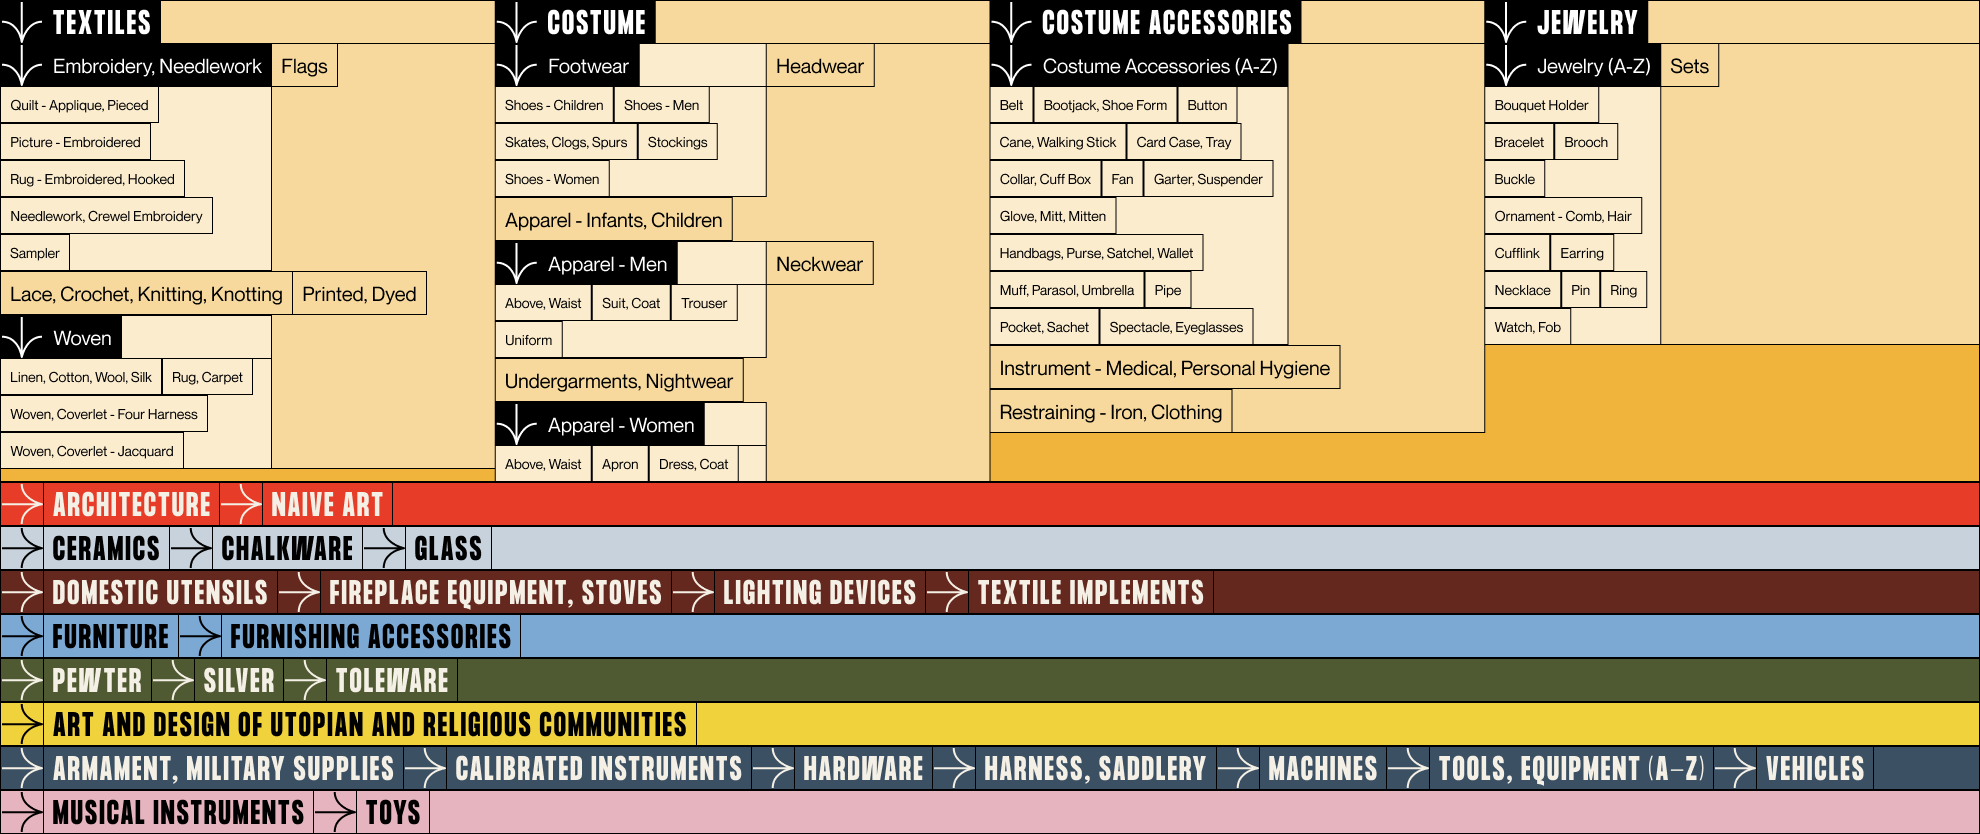 TEXTILES
Embroidery, Needlework
Flags
Quilt - Applique, Pieced
Picture - Embroidered
Rug - Embroidered, Hooked
Needlework, Crewel Embroidery
Sampler
Lace, Crochet, Knitting, Knotting
Printed, Dyed
Woven
Linen, Cotton, Wool, Silk
Rug, Carpet
Woven, Coverlet - Four Harness
Woven, Coverlet - Jacquard
COSTUME
Footwear
Headwear
Shoes - Children
Shoes - Men
Skates, Clogs, Spurs
Stockings
Shoes - Women
Apparel - Infants, Children
Apparel - Men
Neckwear
Above, Waist
Suit, Coat
Trouser
Uniform
Undergarments, Nightwear
Apparel - Women
Above, Waist
Apron
Dress, Coat
COSTUME ACCESSORIES
Costume Accessories (A-Z)
Belt
Bootjack, Shoe Form
Button
Cane, Walking Stick
Card Case, Tray
Collar, Cuff Box
Fan
Garter, Suspender
Glove, Mitt, Mitten
Handbags, Purse, Satchel, Wallet
Muff, Parasol, Umbrella
Pipe
Pocket, Sachet
Spectacle, Eyeglasses
Instrument - Medical, Personal Hygiene
Restraining - Iron, Clothing
JEWELRY
Jewelry (A-Z)
Sets
Bouquet Holder
Bracelet
Brooch
Buckle
Ornament - Comb, Hair
Cufflink
Earring
Necklace
Pin
Ring
Watch, Fob
ARCHITECTURE
NAIVE ART
CERAMICS
CHALKWARE
GLASS
DOMESTIC UTENSILS
FIREPLACE EQUIPMENT, STOVES
LIGHTING DEVICES
TEXTILE IMPLEMENTS
FURNITURE
FURNISHING ACCESSORIES
PEWTER
SILVER
TOLEWARE
ART AND DESIGN OF UTOPIAN AND RELIGIOUS COMMUNITIES
ARMAMENT, MILITARY SUPPLIES
CALIBRATED INSTRUMENTS
HARDWARE
HARNESS, SADDLERY
MACHINES
TOOLS, EQUIPMENT (A–Z)
VEHICLES
MUSICAL INSTRUMENTS
TOYS